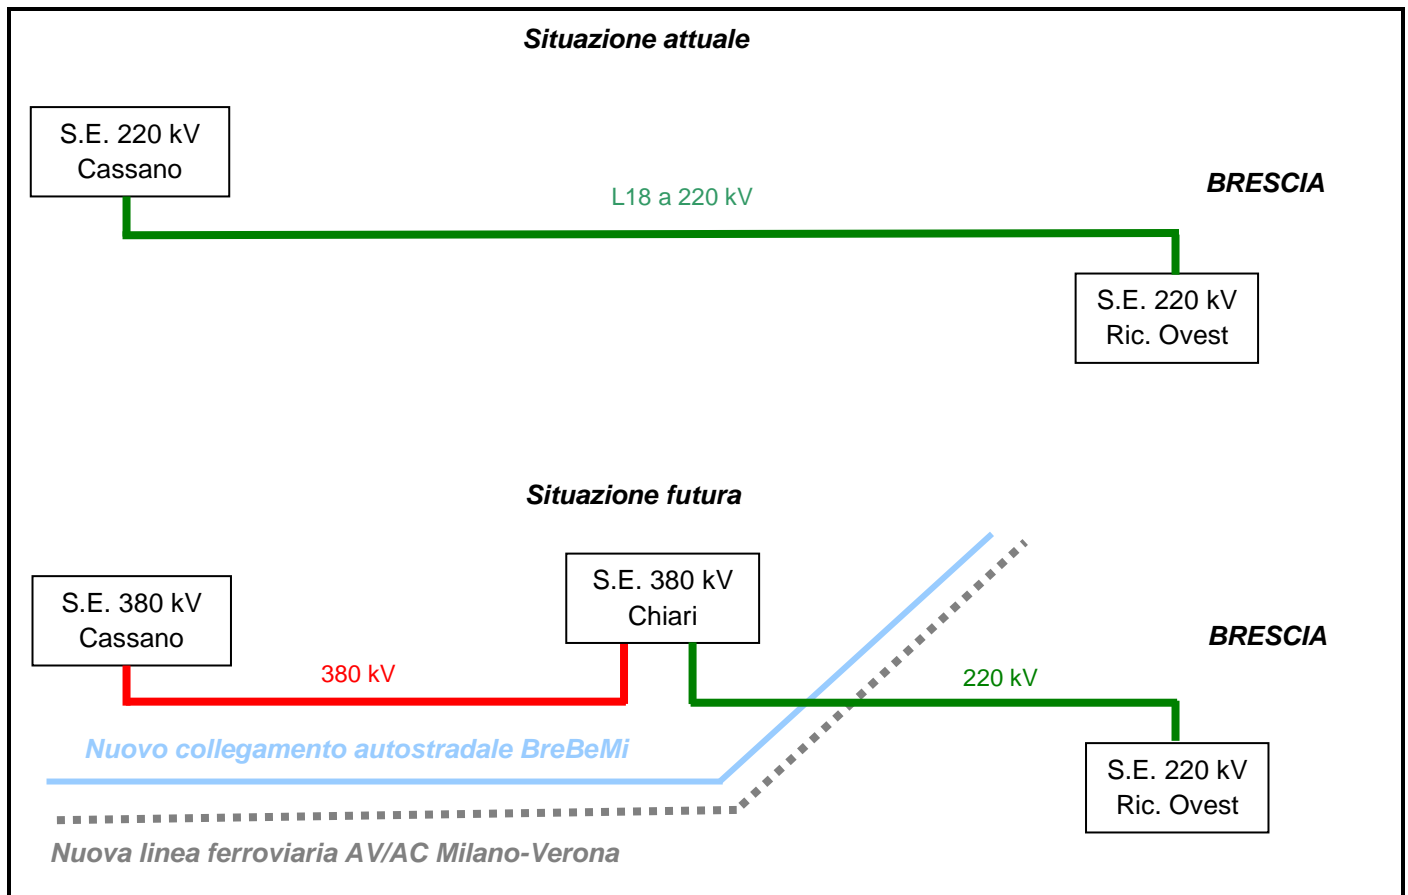 Situazione attuale
S.E. 220 kV
Cassano
L18 a 220 kV
BRESCIA
S.E. 220 kV
Ric. Ovest
Situazione futura
S.E. 380 kV
Cassano
S.E. 380 kV
Chiari
BRESCIA
380 kV
220 kV
Nuovo collegamento autostradale BreBeMi
S.E. 220 kV
Ric. Ovest
Nuova linea ferroviaria AV/AC Milano-Verona